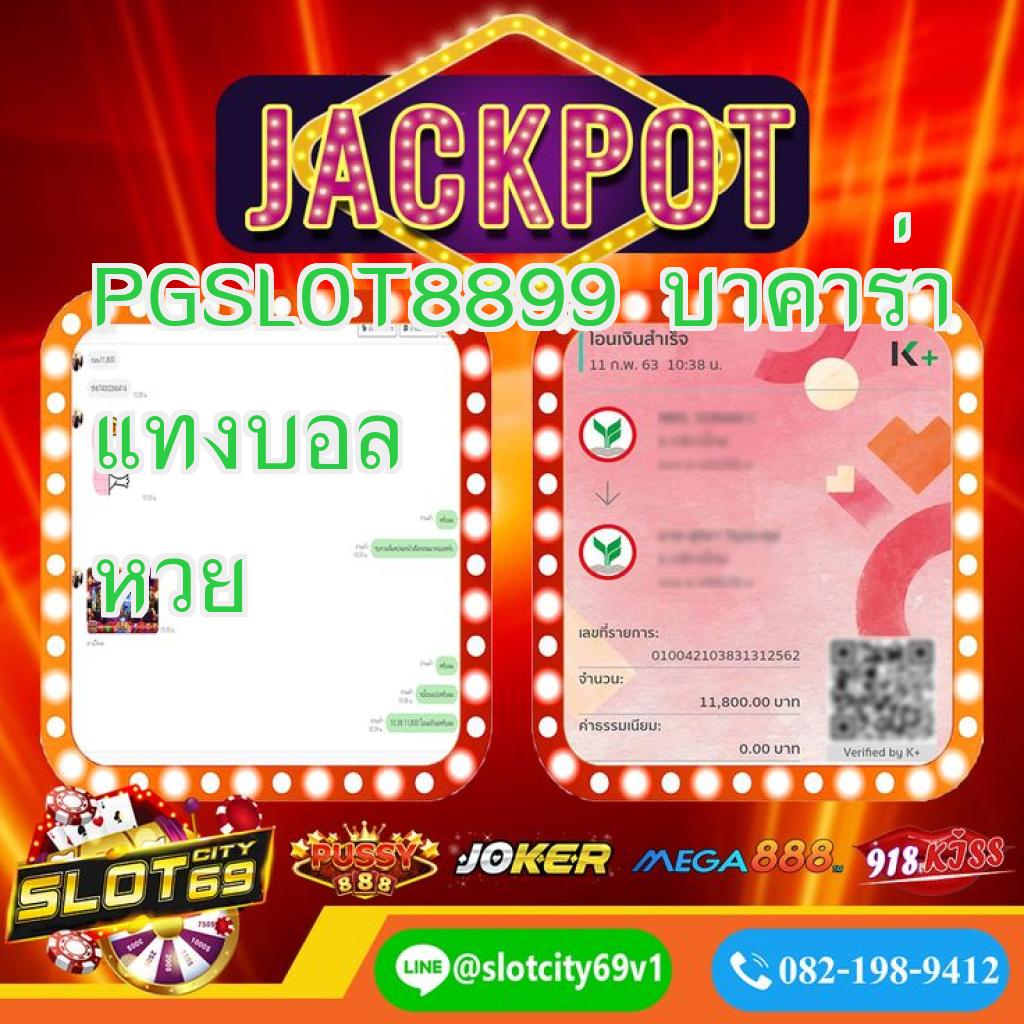 JACKPOT
PGSLOT8899 บาคาร่า
แทงบอล
หวย
โอนเงินสำเร็จ
11 ก.พ. 63 10:38 น.
K+
เลขที่รายการ:
010042103831312562
จำนวน:
11,800.00 บาท
ค่าธรรมเนียม:
0.00 บาท
Verified by K+
SLOT CITY 69
PUSSY 888
JOKER
MEGA888
918KISS
LINE @slotcity69v1
082-198-9412